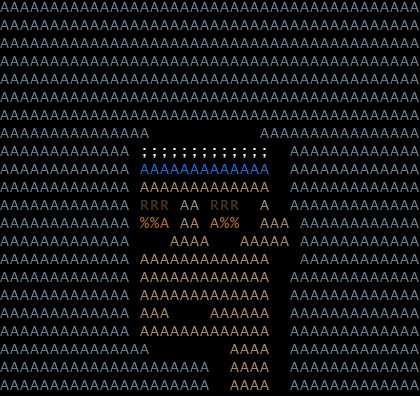 AAAAAAAAAAAAAAAAAAAAAAAAAAAAAAAAAAAAAAAAAA
AAAAAAAAAAAAAAAAAAAAAAAAAAAAAAAAAAAAAAAAAA
AAAAAAAAAAAAAAAAAAAAAAAAAAAAAAAAAAAAAAAAAA
AAAAAAAAAAAAAAAAAAAAAAAAAAAAAAAAAAAAAAAAAA
AAAAAAAAAAAAAAAAAAAAAAAAAAAAAAAAAAAAAAAAAA
AAAAAAAAAAAAAAAAAAAAAAAAAAAAAAAAAAAAAAAAAA
AAAAAAAAAAAAAAAAAAAAAAAAAAAAAAAAAAAAAAAAAA
AAAAAAAAAAAAAAA           AAAAAAAAAAAAAAAA
AAAAAAAAAAAAA ;;;;;;;;;;;;;  AAAAAAAAAAAAA
AAAAAAAAAAAAA AAAAAAAAAAAAA  AAAAAAAAAAAAA
AAAAAAAAAAAAA AAAAAAAAAAAAA  AAAAAAAAAAAAA
AAAAAAAAAAAAA RRR AA RRR  A  AAAAAAAAAAAAA
AAAAAAAAAAAAA %%A AA A%%  AAA AAAAAAAAAAAA
AAAAAAAAAAAAA    AAAA   AAAAA AAAAAAAAAAAA
AAAAAAAAAAAAA AAAAAAAAAAAAA   AAAAAAAAAAAA
AAAAAAAAAAAAA AAAAAAAAAAAAA  AAAAAAAAAAAAA
AAAAAAAAAAAAA AAAAAAAAAAAAA  AAAAAAAAAAAAA
AAAAAAAAAAAAA AAA    AAAAAA  AAAAAAAAAAAAA
AAAAAAAAAAAAA AAAAAAAAAAAAA  AAAAAAAAAAAAA
AAAAAAAAAAAAAAA        AAAA  AAAAAAAAAAAAA
AAAAAAAAAAAAAAAAAAAAA  AAAA  AAAAAAAAAAAAA
AAAAAAAAAAAAAAAAAAAAA  AAAA  AAAAAAAAAAAAA